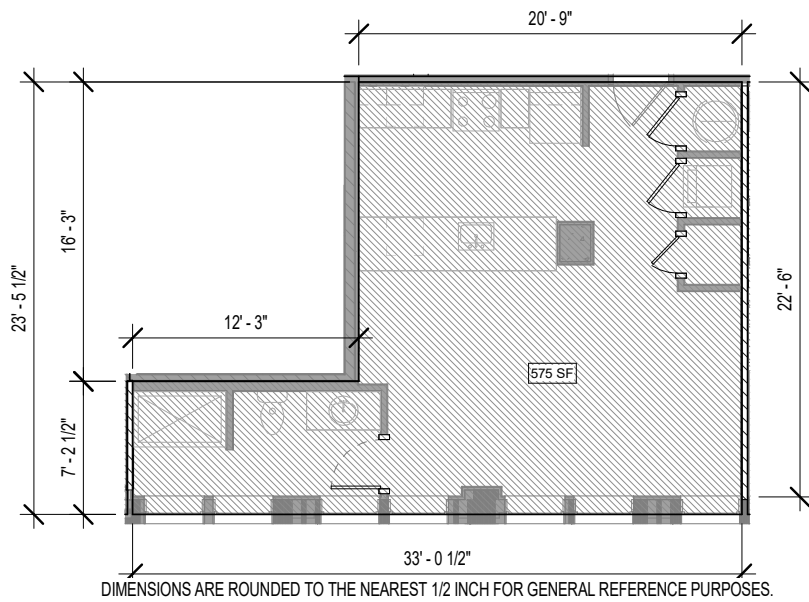 20' - 9"
16' - 3"
23' - 5 1/2"
12' - 3"
22' - 6"
575 SF
7' - 2 1/2"
33' - 0 1/2"
DIMENSIONS ARE ROUNDED TO THE NEAREST 1/2 INCH FOR GENERAL REFERENCE PURPOSES.